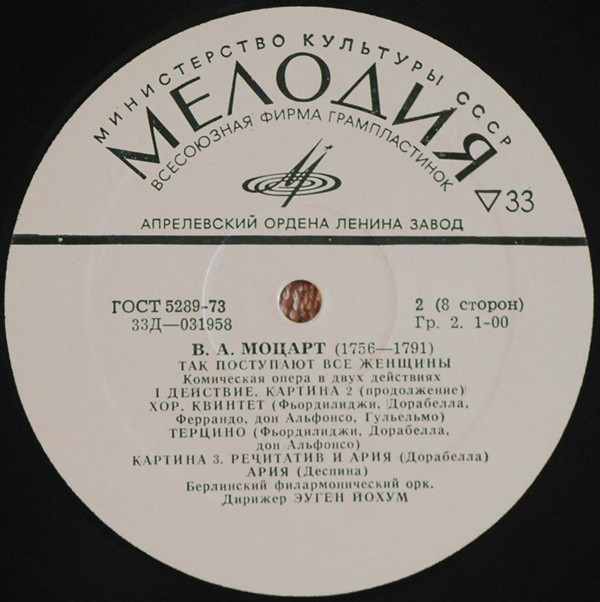 МИНИСТЕРСТВО КУЛЬТУРЫ СССР
МЕЛОДИЯ
ВСЕСОЮЗНАЯ ФИРМА ГРАМПЛАСТИНОК
▽33
АПРЕЛЕВСКИЙ ОРДЕНА ЛЕНИНА ЗАВОД
ГОСТ 5289-73
33Д—031958
2 (8 сторон)
Гр. 2. 1-00
В. А. МОЦАРТ (1756—1791)
ТАК ПОСТУПАЮТ ВСЕ ЖЕНЩИНЫ
Комическая опера в двух действиях
I ДЕЙСТВИЕ. КАРТИНА 2 (продолжение)
ХОР. КВИНТЕТ (Фьордилиджи, Дорабелла,
Феррандо, дон Альфонсо, Гульельмо)
ТЕРЦИНО (Фьордилиджи, Дорабелла,
дон Альфонсо)
КАРТИНА 3. РЕЧИТАТИВ И АРИЯ (Дорабелла)
АРИЯ (Деспина)
Берлинский филармонический орк.
Дирижер ЭУГЕН ЙОХУМ